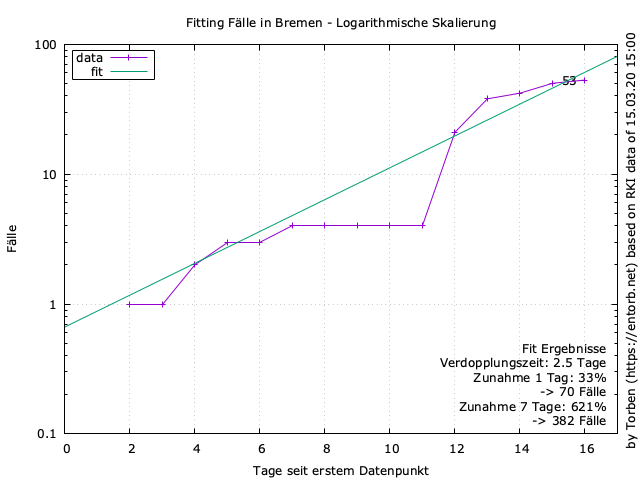 Fitting Fälle in Bremen - Logarithmische Skalierung
100
10
1
0.1
data
fit
53
Fälle
Fit Ergebnisse
Verdopplungszeit: 2.5 Tage
Zunahme 1 Tag: 33%
-> 70 Fälle
Zunahme 7 Tage: 621%
-> 382 Fälle
0 2 4 6 8 10 12 14 16
Tage seit erstem Datenpunkt
by Torben (https://entorb.net) based on RKI data of 15.03.20 15:00